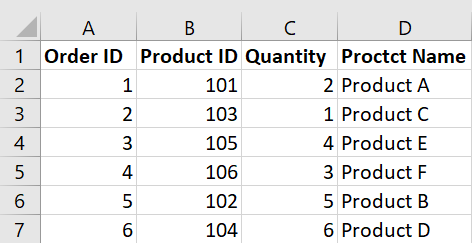 A B C D
1 Order ID Product ID Quantity Proctct Name
2 1 101 2 Product A
3 2 103 1 Product C
4 3 105 4 Product E
5 4 106 3 Product F
6 5 102 5 Product B
7 6 104 6 Product D